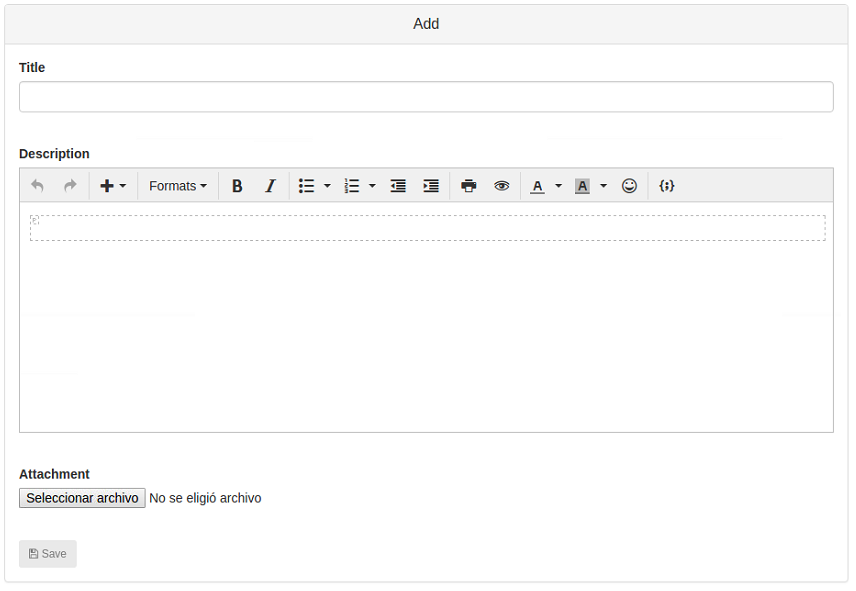 Add
Title
Description
Formats B I A A {;}
Attachment
Seleccionar archivo No se eligió archivo
Save